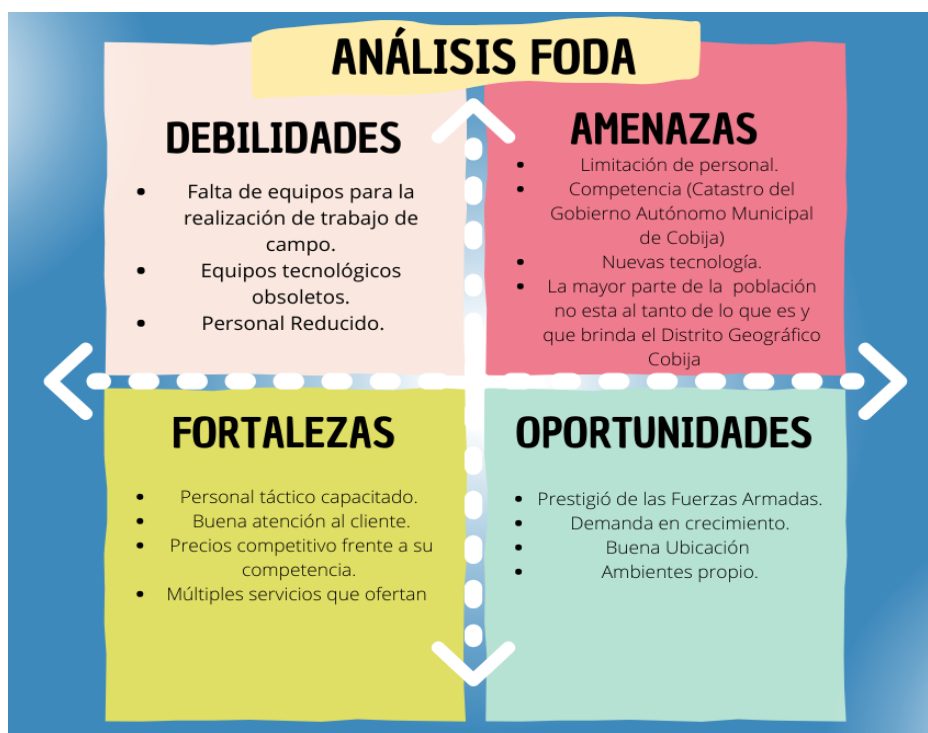 ANÁLISIS FODA
DEBILIDADES
• Falta de equipos para la
realización de trabajo de
campo.
• Equipos tecnológicos
obsoletos.
• Personal Reducido.
AMENAZAS
• Limitación de personal.
• Competencia (Catastro del
Gobierno Autónomo Municipal
de Cobija)
• Nuevas tecnología.
• La mayor parte de la población
no esta al tanto de lo que es y
que brinda el Distrito Geográfico
Cobija
FORTALEZAS
• Personal táctico capacitado.
• Buena atención al cliente.
• Precios competitivo frente a su
competencia.
• Múltiples servicios que ofertan
OPORTUNIDADES
• Prestigió de las Fuerzas Armadas.
• Demanda en crecimiento.
• Buena Ubicación
• Ambientes propio.